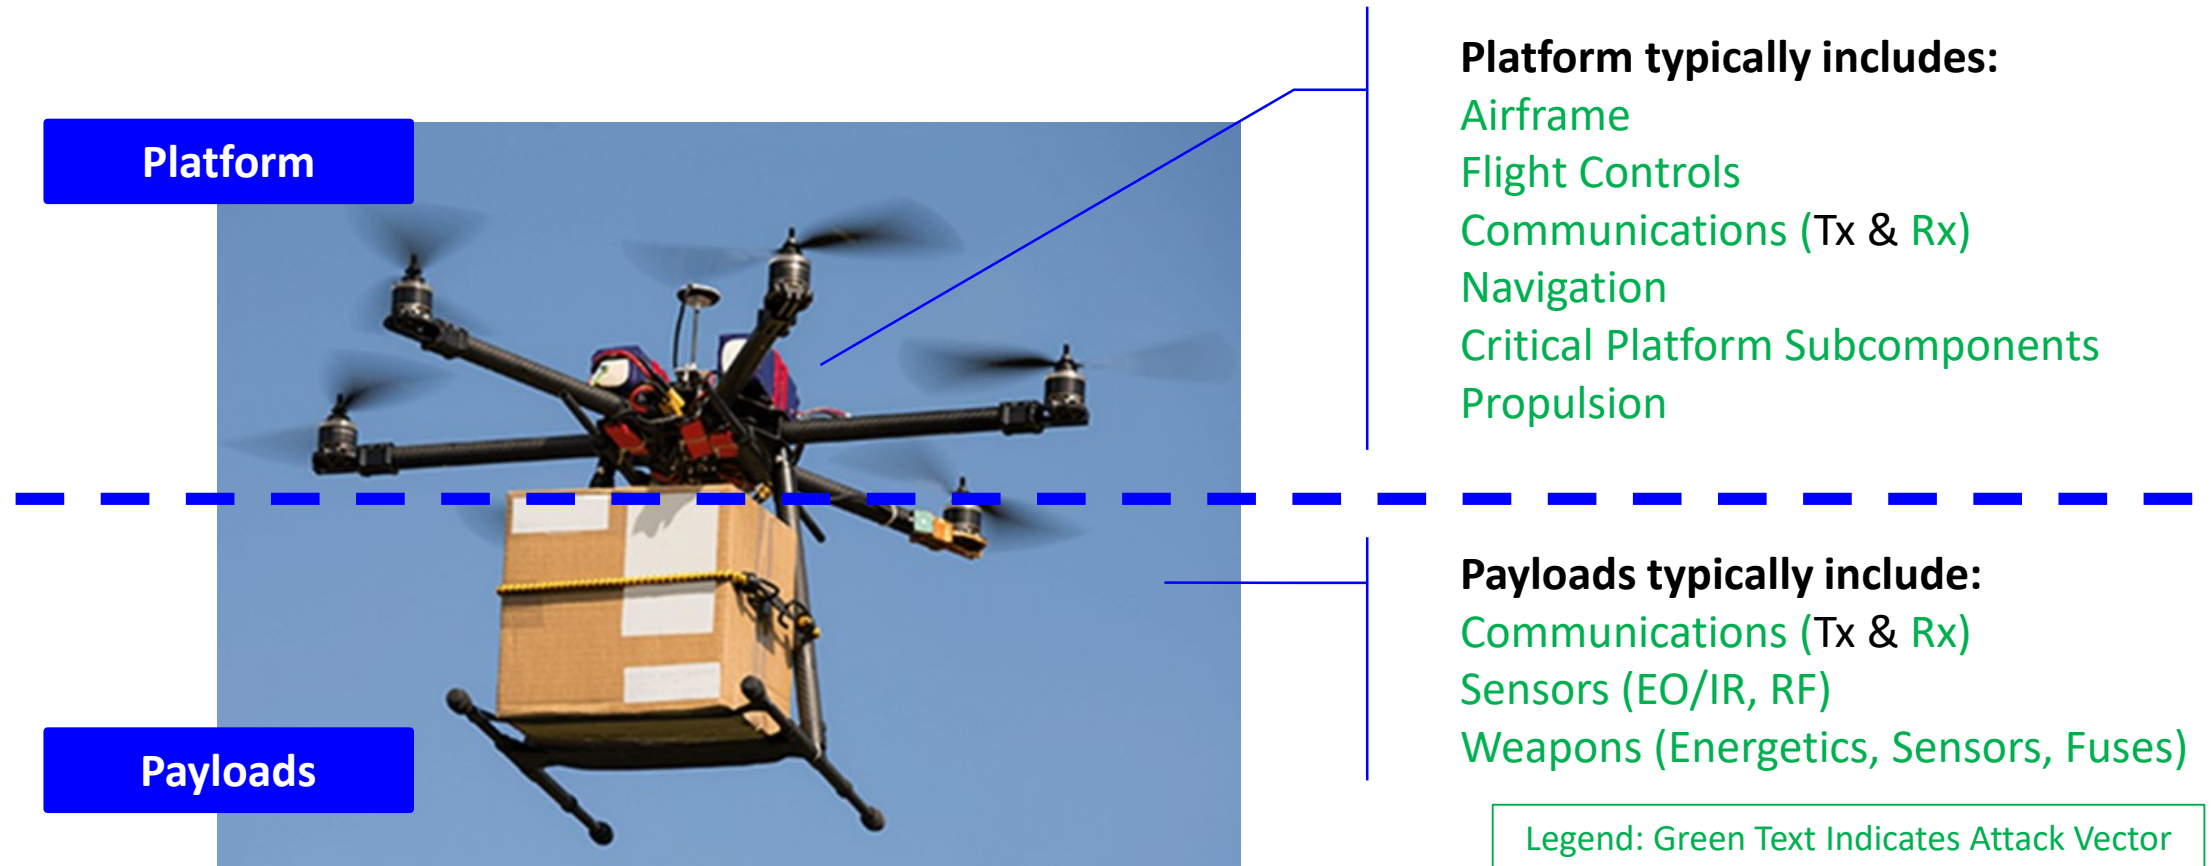 Platform
Platform typically includes:
Airframe
Flight Controls
Communications (Tx & Rx)
Navigation
Critical Platform Subcomponents
Propulsion
Payloads
Payloads typically include:
Communications (Tx & Rx)
Sensors (EO/IR, RF)
Weapons (Energetics, Sensors, Fuses)
Legend: Green Text Indicates Attack Vector